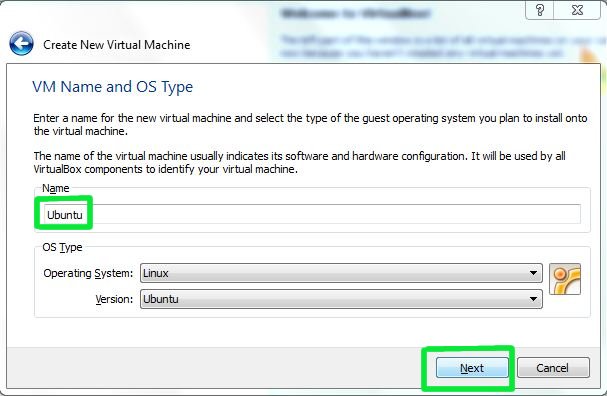 Welcome to VirtualBox!
Create New Virtual Machine
VM Name and OS Type
Enter a name for the new virtual machine and select the type of the guest operating system you plan to install onto
the virtual machine.
The name of the virtual machine usually indicates its software and hardware configuration. It will be used by all
VirtualBox components to identify your virtual machine.
Name
Ubuntu
OS Type
Operating System: Linux
Version: Ubuntu
Next Cancel